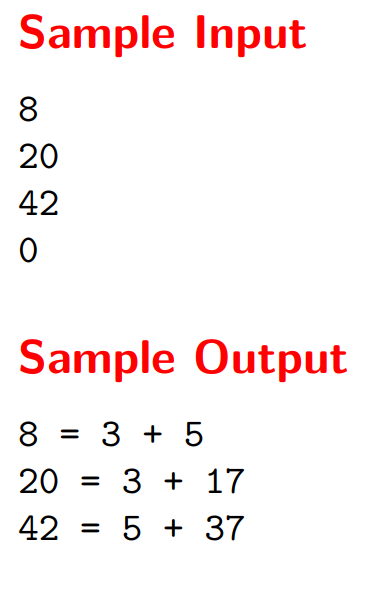 Sample Input
8
20
42
0
Sample Output
8 = 3 + 5
20 = 3 + 17
42 = 5 + 37